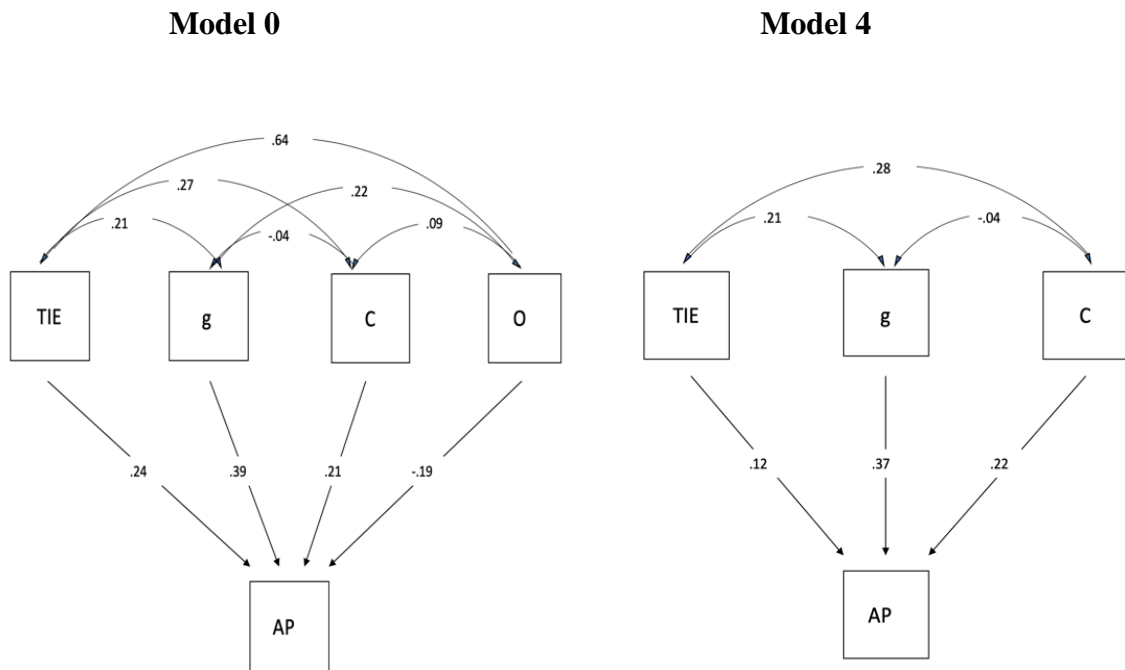 Model 0 Model 4
.64
.27 .22
.21 -.04 .09
TIE g C O
.24 .39 .21 -.19
AP
.28
.21 -.04
TIE g C
.12 .37 .22
AP